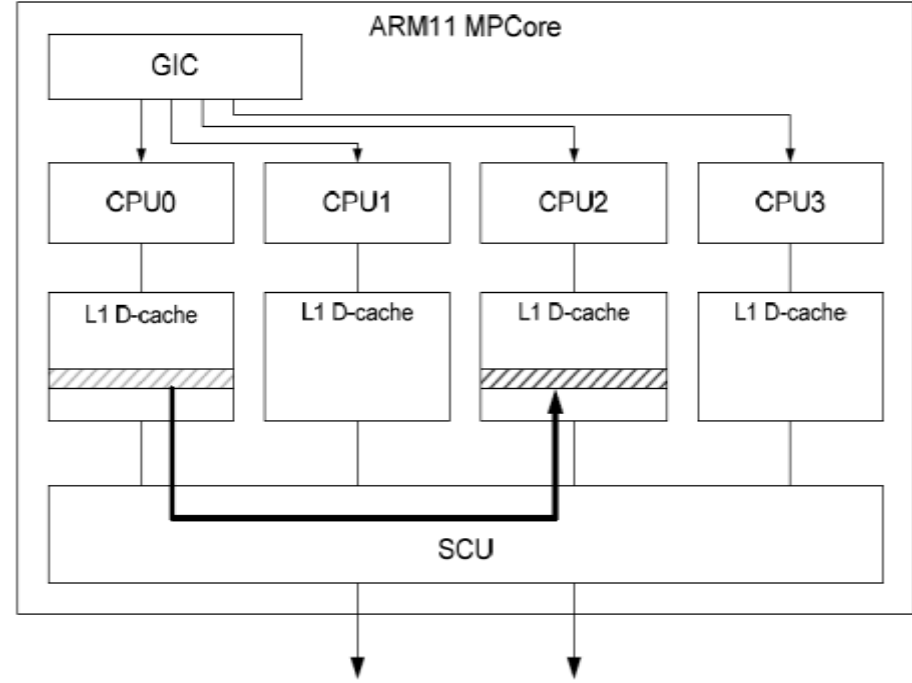 ARM11 MPCore
GIC
CPU0
CPU1
CPU2
CPU3
L1 D-cache
L1 D-cache
L1 D-cache
L1 D-cache
SCU